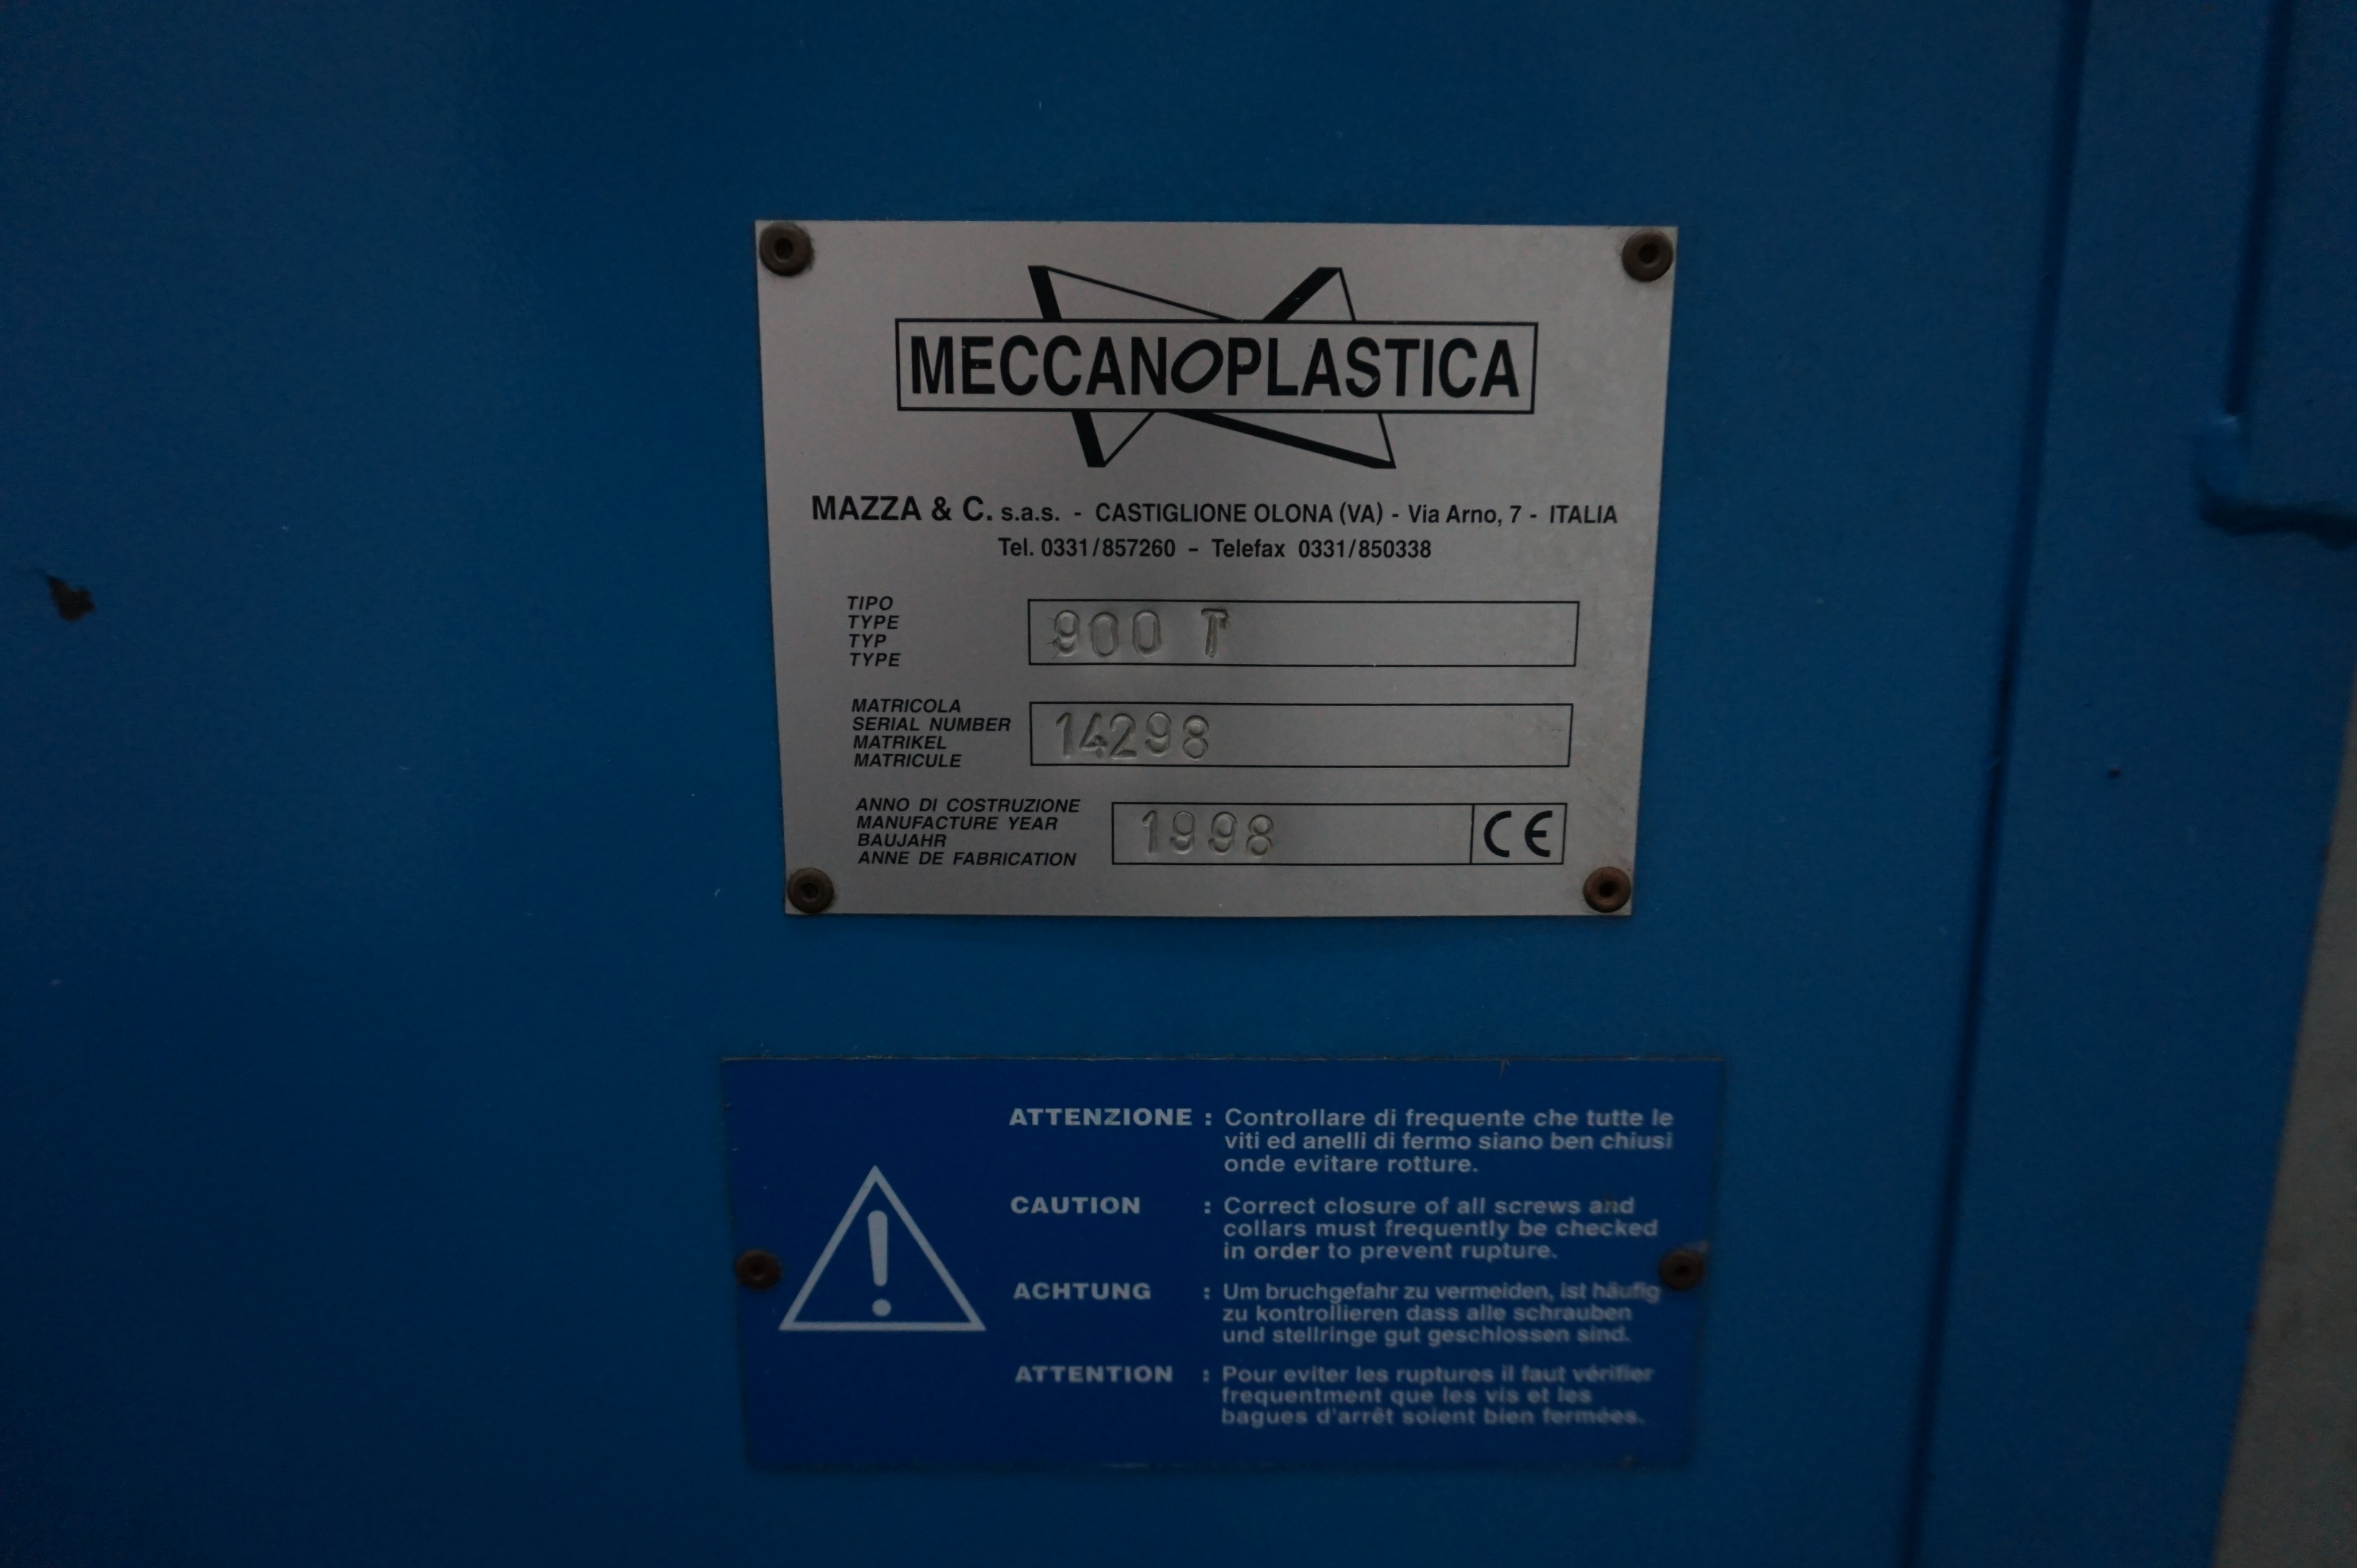 MECCANOPLASTICA
MAZZA & C. s.a.s. - CASTIGLIONE OLONA (VA) - Via Arno, 7 - ITALIA
Tel. 0331/857260 - Telefax 0331/850338
TIPO
TYPE
TYP
TYPE
900 T
MATRICOLA
SERIAL NUMBER
MATRIKEL
MATRICULE
14298
ANNO DI COSTRUZIONE
MANUFACTURE YEAR
BAUJAHR
ANNE DE FABRICATION
1998
CE
ATTENZIONE : Controllare di frequente che tutte le
viti ed anelli di fermo siano ben chiusi
onde evitare rotture.
CAUTION : Correct closure of all screws and
collars must frequently be checked
in order to prevent rupture.
ACHTUNG : Um bruchgefahr zu vermeiden, ist häufig
zu kontrollieren dass alle schrauben
und stellringe gut geschlossen sind.
ATTENTION : Pour eviter les ruptures il faut vérifier
frequentment que les vis et les
bagues d'arrêt soient bien fermées.